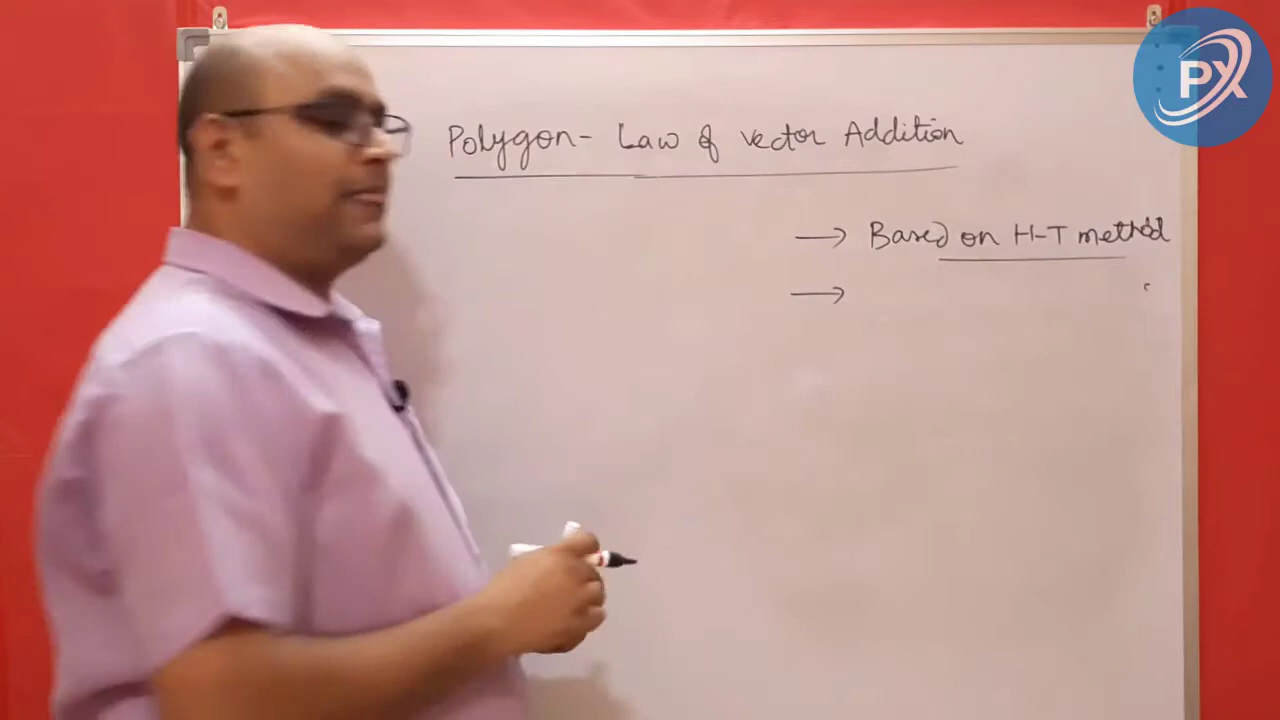 PX
Polygon- Law of vector Addition
→ Based on H-T method
→